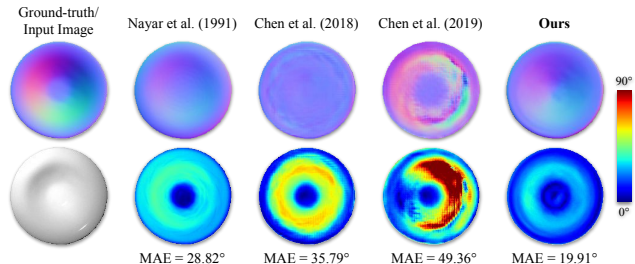 Ground-truth/
Input Image
Nayar et al. (1991)
Chen et al. (2018)
Chen et al. (2019)
Ours
90°
0°
MAE = 28.82°
MAE = 35.79°
MAE = 49.36°
MAE = 19.91°